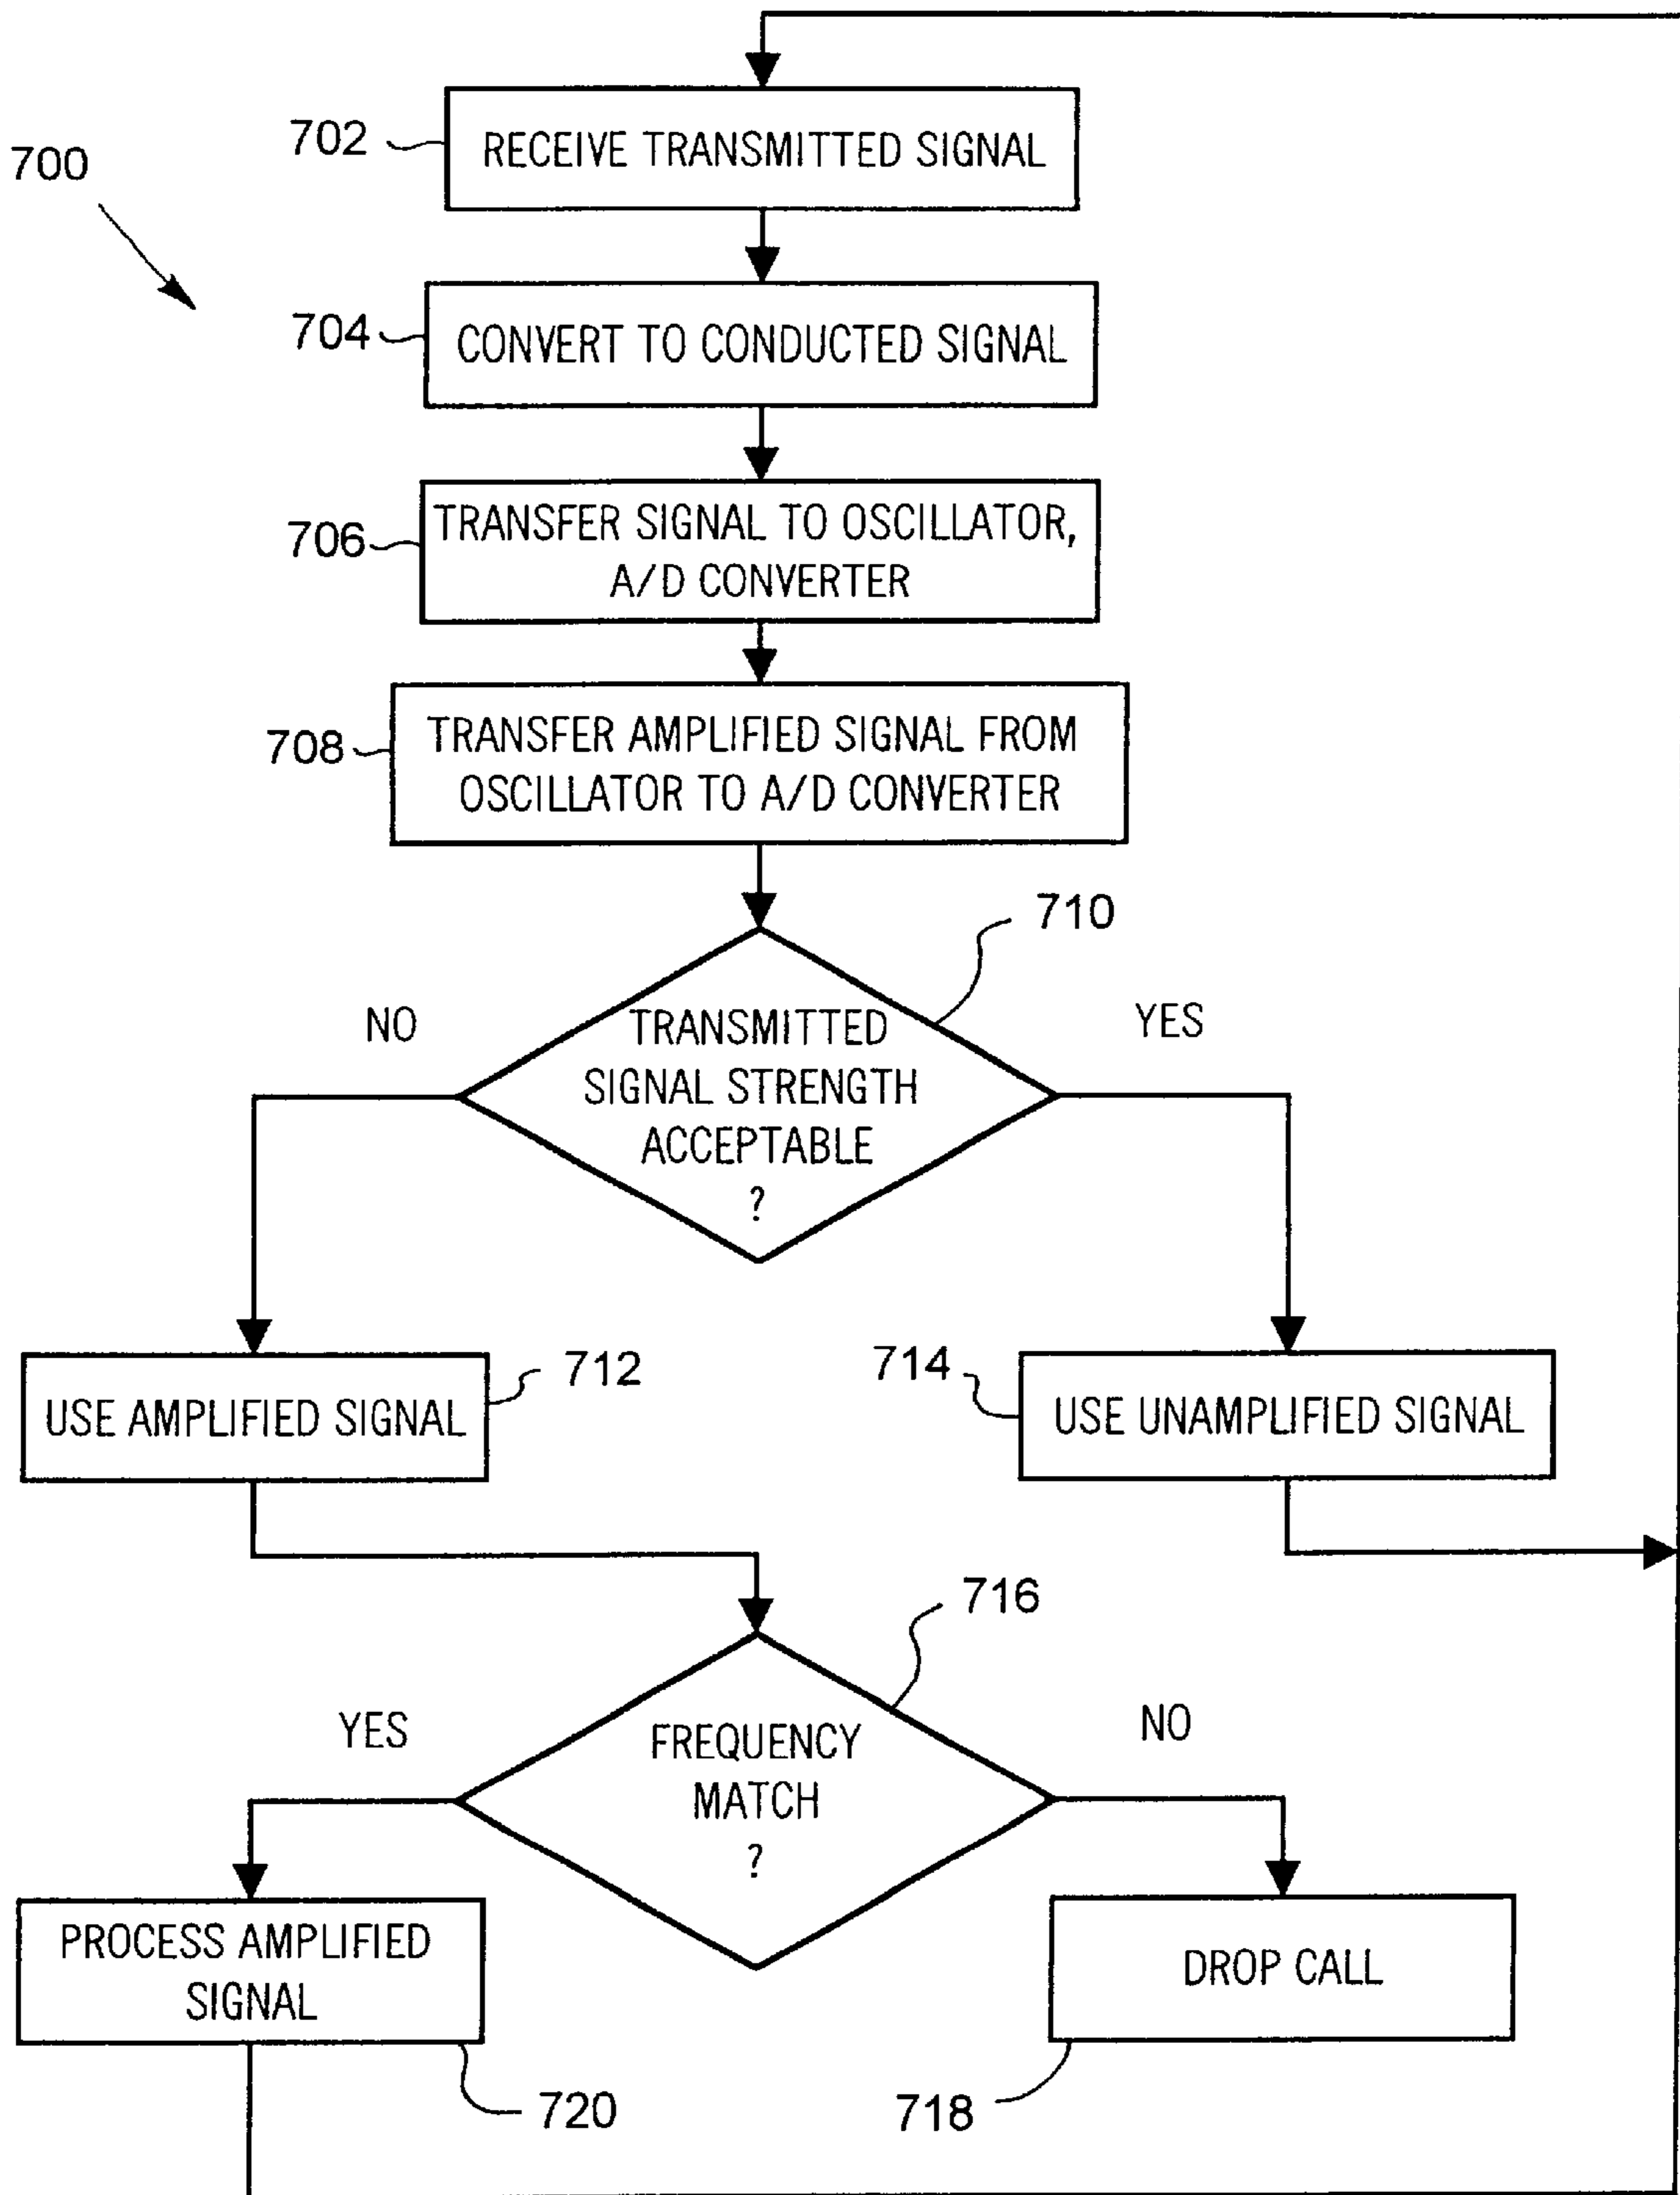 702
RECEIVE TRANSMITTED SIGNAL
700
704
CONVERT TO CONDUCTED SIGNAL
706
TRANSFER SIGNAL TO OSCILLATOR,
A/D CONVERTER
708
TRANSFER AMPLIFIED SIGNAL FROM
OSCILLATOR TO A/D CONVERTER
710
NO
YES
TRANSMITTED
SIGNAL STRENGTH
ACCEPTABLE
?
712
USE AMPLIFIED SIGNAL
714
USE UNAMPLIFIED SIGNAL
716
YES
NO
FREQUENCY
MATCH
?
PROCESS AMPLIFIED
SIGNAL
720
DROP CALL
718